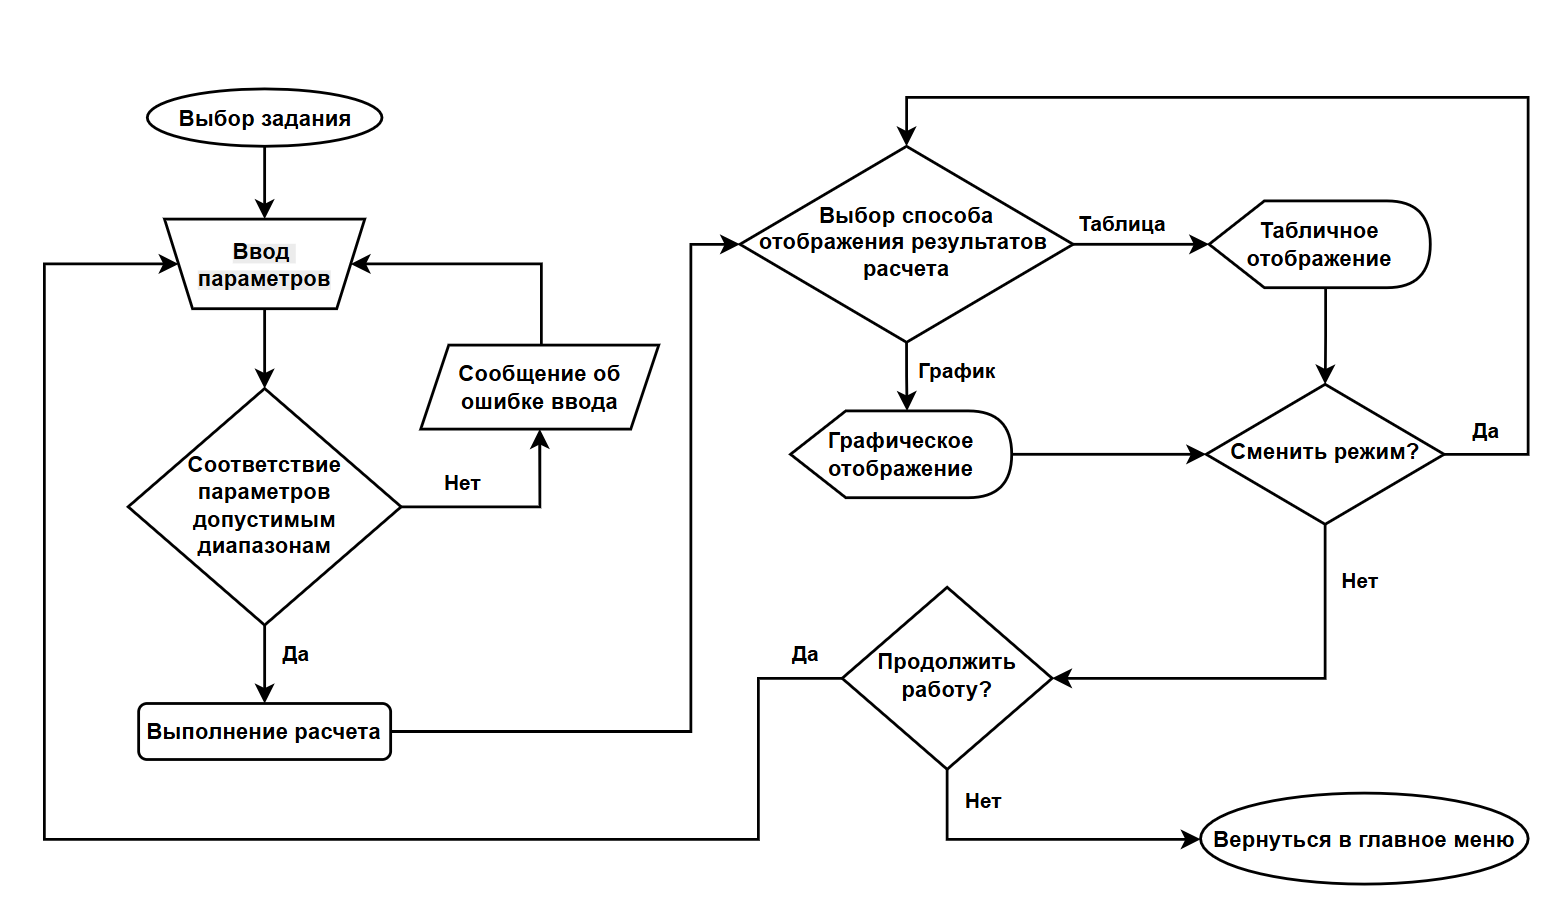 Выбор задания
Ввод
параметров
Сообщение об
ошибке ввода
Соответствие
параметров
допустимым
диапазонам
Нет
Да
Выполнение расчета
Выбор способа
отображения результатов
расчета
Таблица
Табличное
отображение
График
Графическое
отображение
Сменить режим?
Да
Нет
Продолжить
работу?
Да
Нет
Вернуться в главное меню